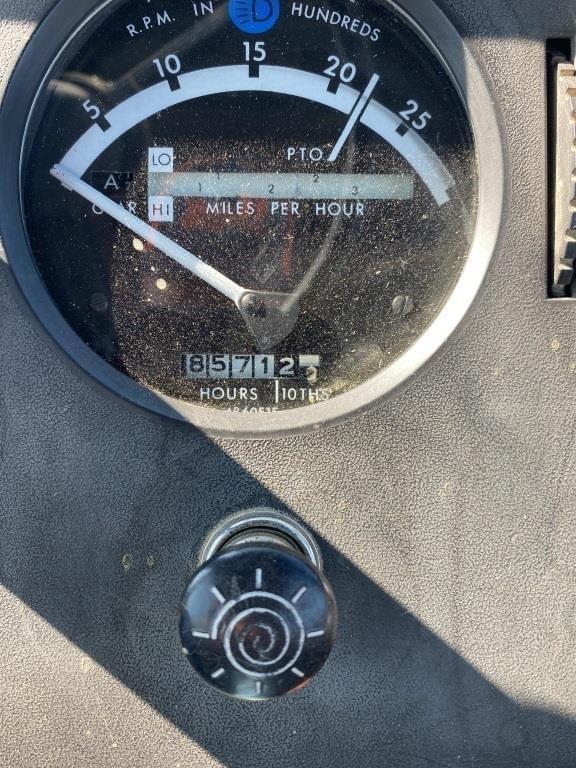 R.P.M. IN HUNDREDS
5 10 15 20 25
LO PTO
A 1 1 2 2 3
HI MILES PER HOUR
85712
HOURS 10THS